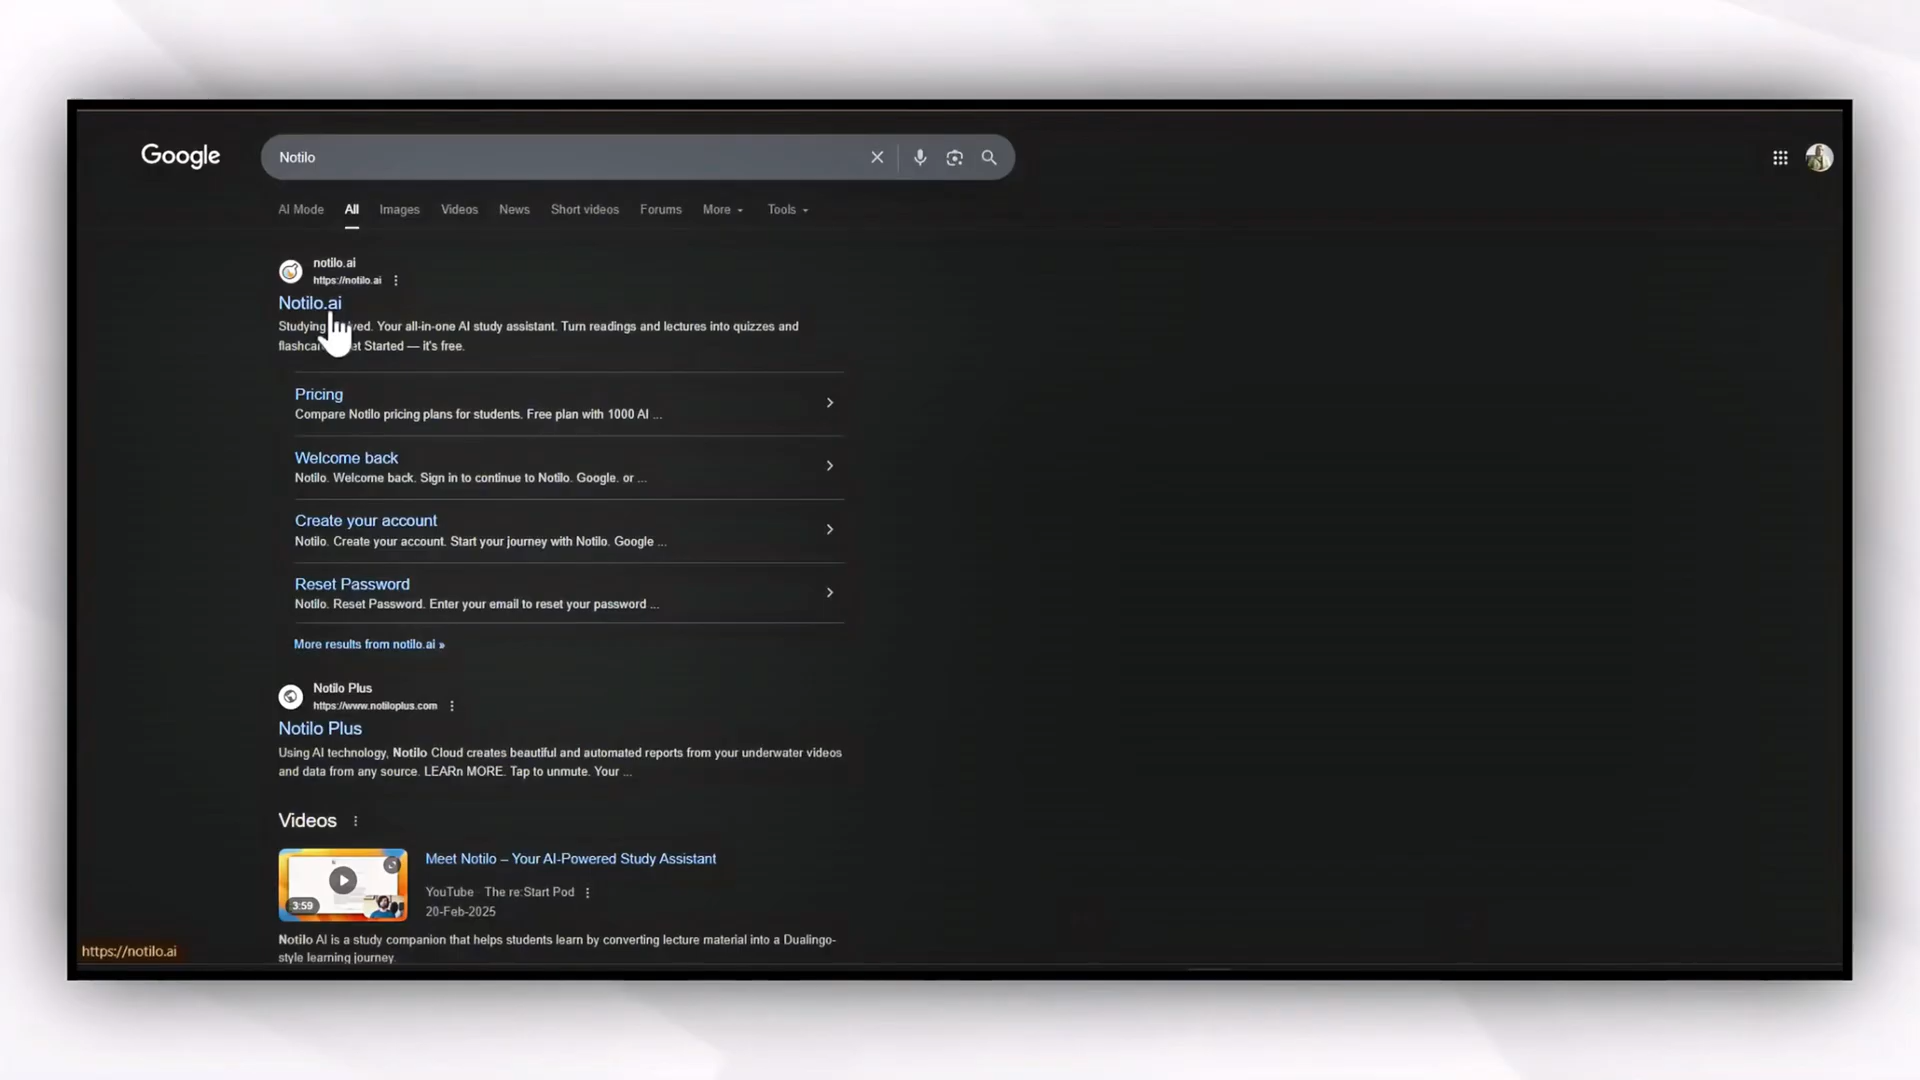 Google
Notilo
AI Mode All Images Videos News Short videos Forums More Tools
notilo.ai
https://notilo.ai
Notilo.ai
Studying ved. Your all-in-one AI study assistant. Turn readings and lectures into quizzes and
flashca et Started — it's free.
Pricing
Compare Notilo pricing plans for students. Free plan with 1000 AI ...
Welcome back
Notilo. Welcome back. Sign in to continue to Notilo. Google. or ...
Create your account
Notilo. Create your account. Start your journey with Notilo. Google ...
Reset Password
Notilo. Reset Password. Enter your email to reset your password ...
More results from notilo.ai »
Notilo Plus
https://www.notiloplus.com
Notilo Plus
Using AI technology, Notilo Cloud creates beautiful and automated reports from your underwater videos
and data from any source. LEARn MORE. Tap to unmute. Your ...
Videos
3:59
Meet Notilo – Your AI-Powered Study Assistant
YouTube The re:Start Pod
20-Feb-2025
Notilo AI is a study companion that helps students learn by converting lecture material into a Dualingo-
style learning journey.
https://notilo.ai